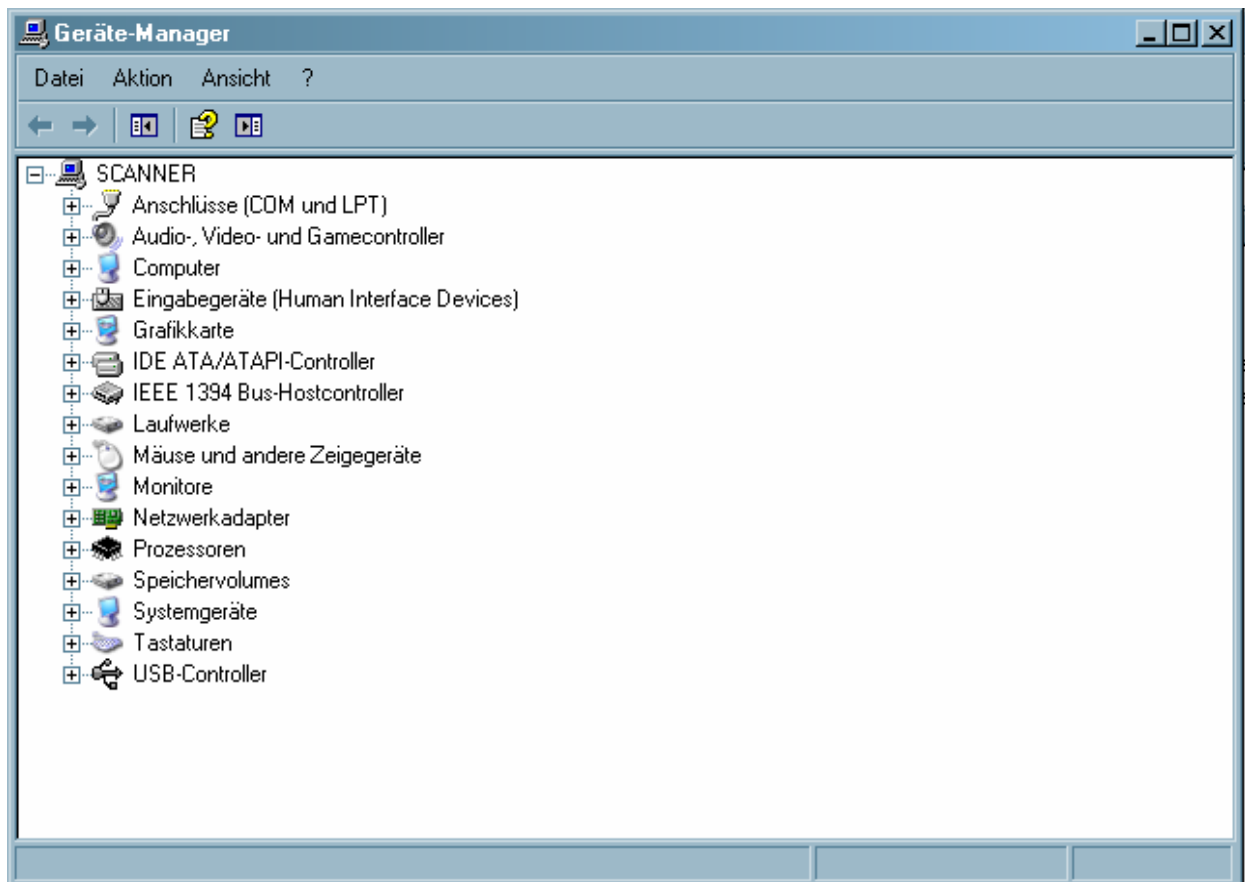 Geräte-Manager
Datei Aktion Ansicht ?
SCANNER
Anschlüsse (COM und LPT)
Audio-, Video- und Gamecontroller
Computer
Eingabegeräte (Human Interface Devices)
Grafikkarte
IDE ATA/ATAPI-Controller
IEEE 1394 Bus-Hostcontroller
Laufwerke
Mäuse und andere Zeigegeräte
Monitore
Netzwerkadapter
Prozessoren
Speichervolumes
Systemgeräte
Tastaturen
USB-Controller